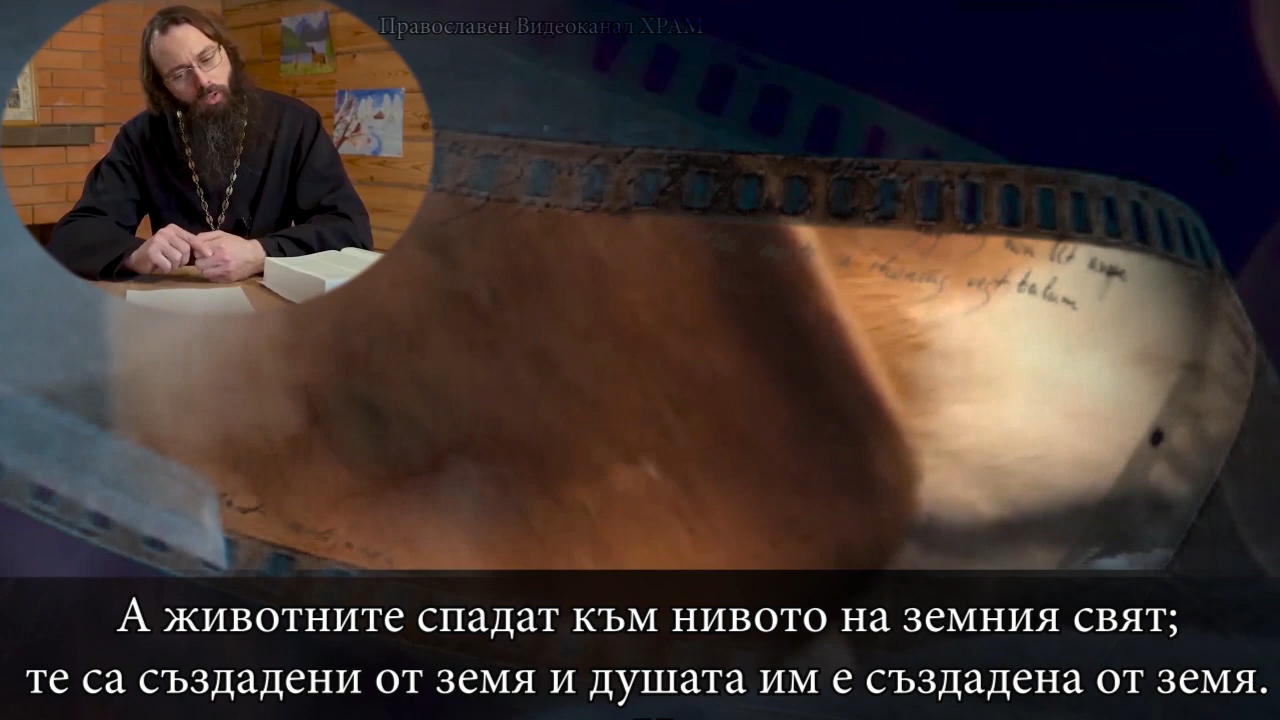 Православен Видеоканал ХРАМ
А животните спадат към нивото на земния свят;
те са създадени от земя и душата им е създадена от земя.